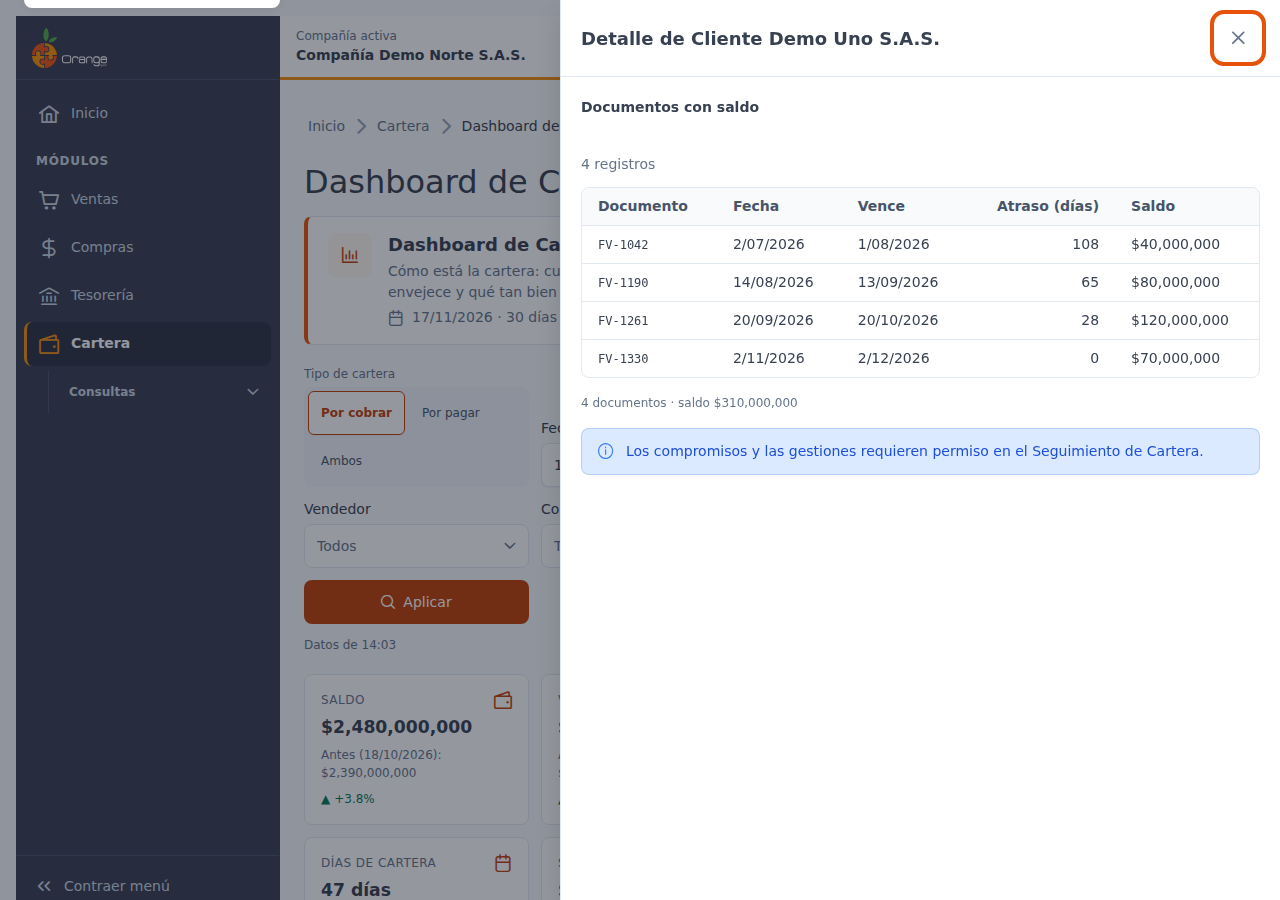 Orange
Inicio
MÓDULOS
Ventas
Compras
Tesorería
Cartera
Consultas
Contraer menú
Compañía activa
Compañía Demo Norte S.A.S.
Inicio
Cartera
Dashboard de
Dashboard de C
Dashboard de Ca
Cómo está la cartera: cu
envejece y qué tan bien
17/11/2026 · 30 días
Tipo de cartera
Por cobrar
Por pagar
Ambos
Vendedor
Todos
Aplicar
Datos de 14:03
SALDO
$2,480,000,000
Antes (18/10/2026):
$2,390,000,000
▲ +3.8%
DÍAS DE CARTERA
47 días
Detalle de Cliente Demo Uno S.A.S.
Documentos con saldo
4 registros
Documento Fecha Vence Atraso (días) Saldo
FV-1042 2/07/2026 1/08/2026 108 $40,000,000
FV-1190 14/08/2026 13/09/2026 65 $80,000,000
FV-1261 20/09/2026 20/10/2026 28 $120,000,000
FV-1330 2/11/2026 2/12/2026 0 $70,000,000
4 documentos · saldo $310,000,000
Los compromisos y las gestiones requieren permiso en el Seguimiento de Cartera.